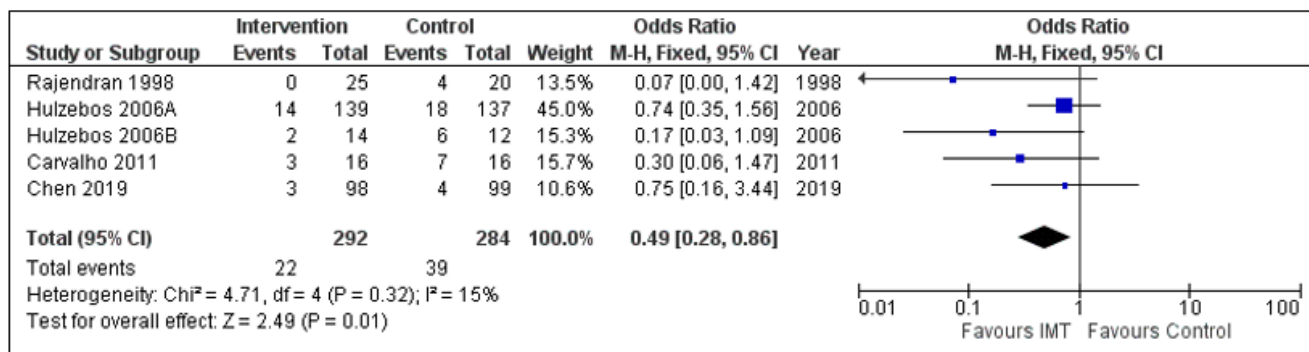 Intervention Control Odds Ratio Odds Ratio
Study or Subgroup Events Total Events Total Weight M-H, Fixed, 95% CI Year M-H, Fixed, 95% CI
Rajendran 1998 0 25 4 20 13.5% 0.07 [0.00, 1.42] 1998
Hulzebos 2006A 14 139 18 137 45.0% 0.74 [0.35, 1.56] 2006
Hulzebos 2006B 2 14 6 12 15.3% 0.17 [0.03, 1.09] 2006
Carvalho 2011 3 16 7 16 15.7% 0.30 [0.06, 1.47] 2011
Chen 2019 3 98 4 99 10.6% 0.75 [0.16, 3.44] 2019
Total (95% CI) 292 284 100.0% 0.49 [0.28, 0.86]
Total events 22 39
Heterogeneity: Chi² = 4.71, df = 4 (P = 0.32); I² = 15%
Test for overall effect: Z = 2.49 (P = 0.01)
0.01 0.1 1 10 100
Favours IMT Favours Control